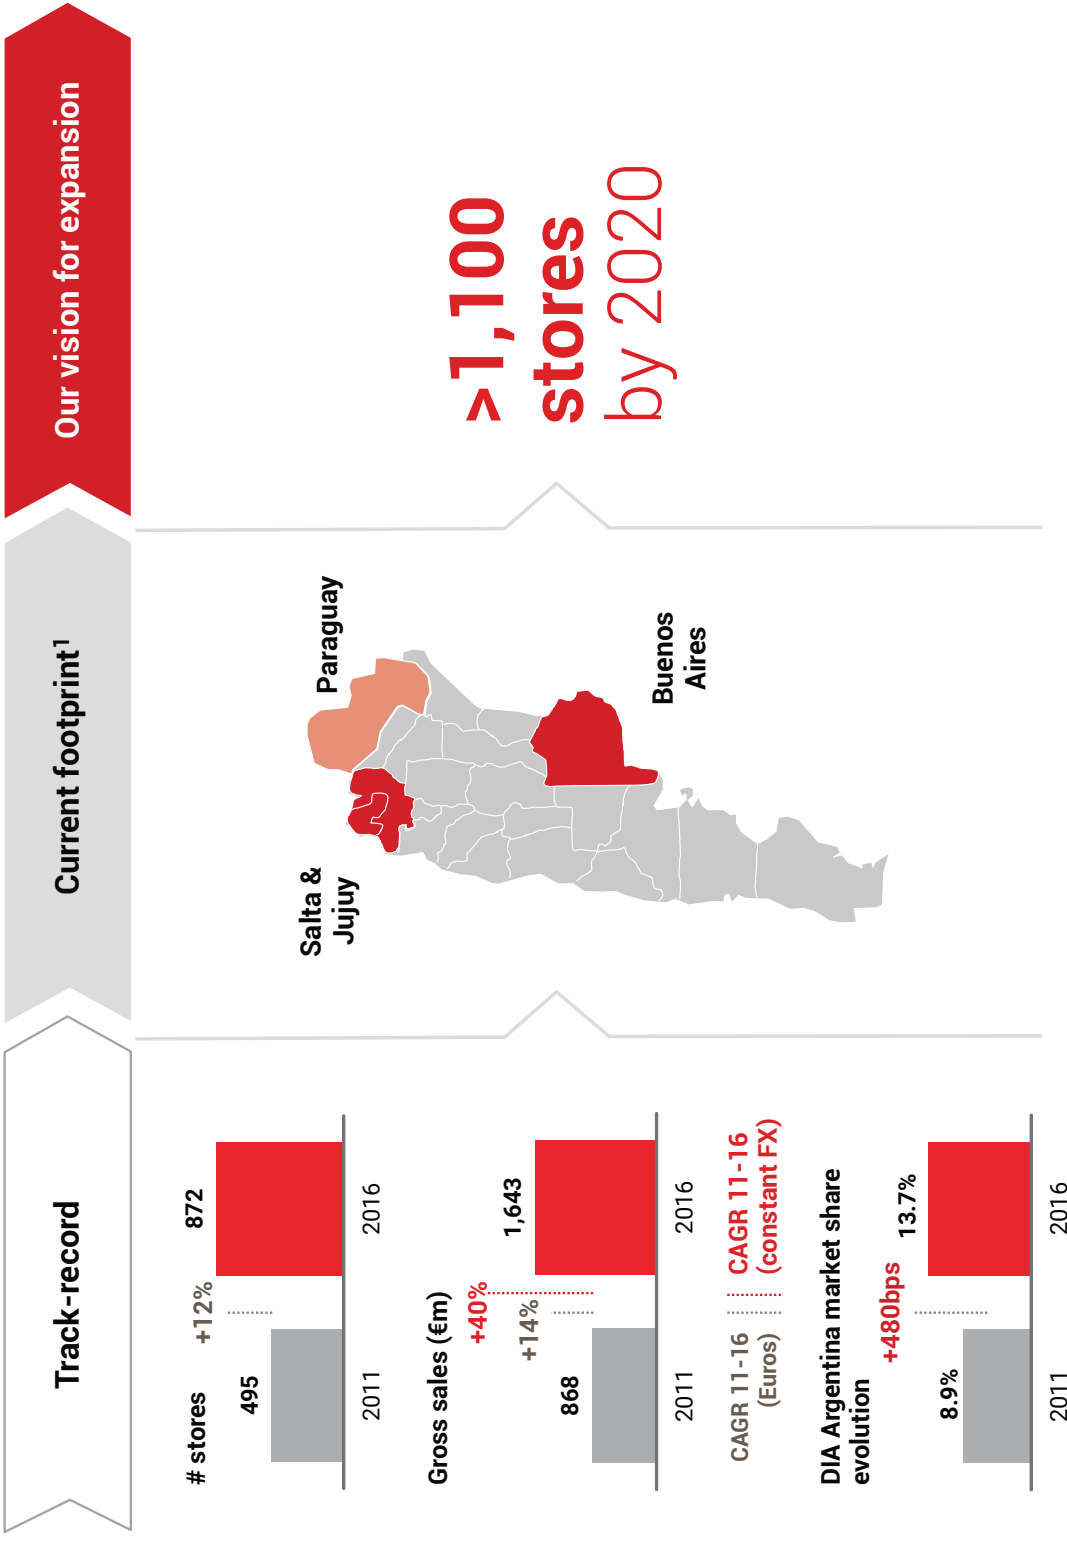 Track-record
Current footprint¹
Our vision for expansion
# stores
+12%
495
872
2011
2016
Gross sales (€m)
+40%
+14%
868
1,643
2011
2016
CAGR 11-16
(Euros)
CAGR 11-16
(constant FX)
DIA Argentina market share
evolution
+480bps
8.9%
13.7%
2011
2016
Salta &
Jujuy
Paraguay
Buenos
Aires
>1,100
stores
by 2020